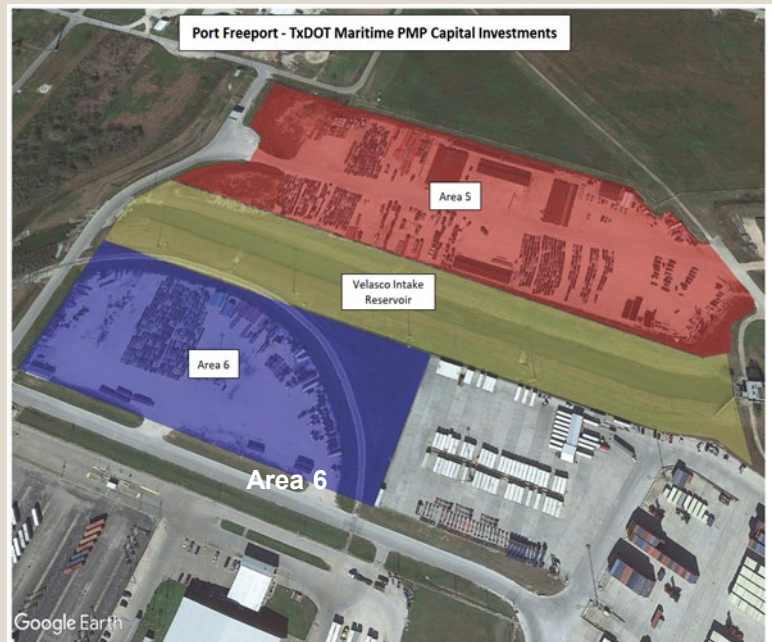 Port Freeport - TxDOT Maritime PMP Capital Investments
Area 5
Velasco Intake
Reservoir
Area 6
Area 6
Google Earth